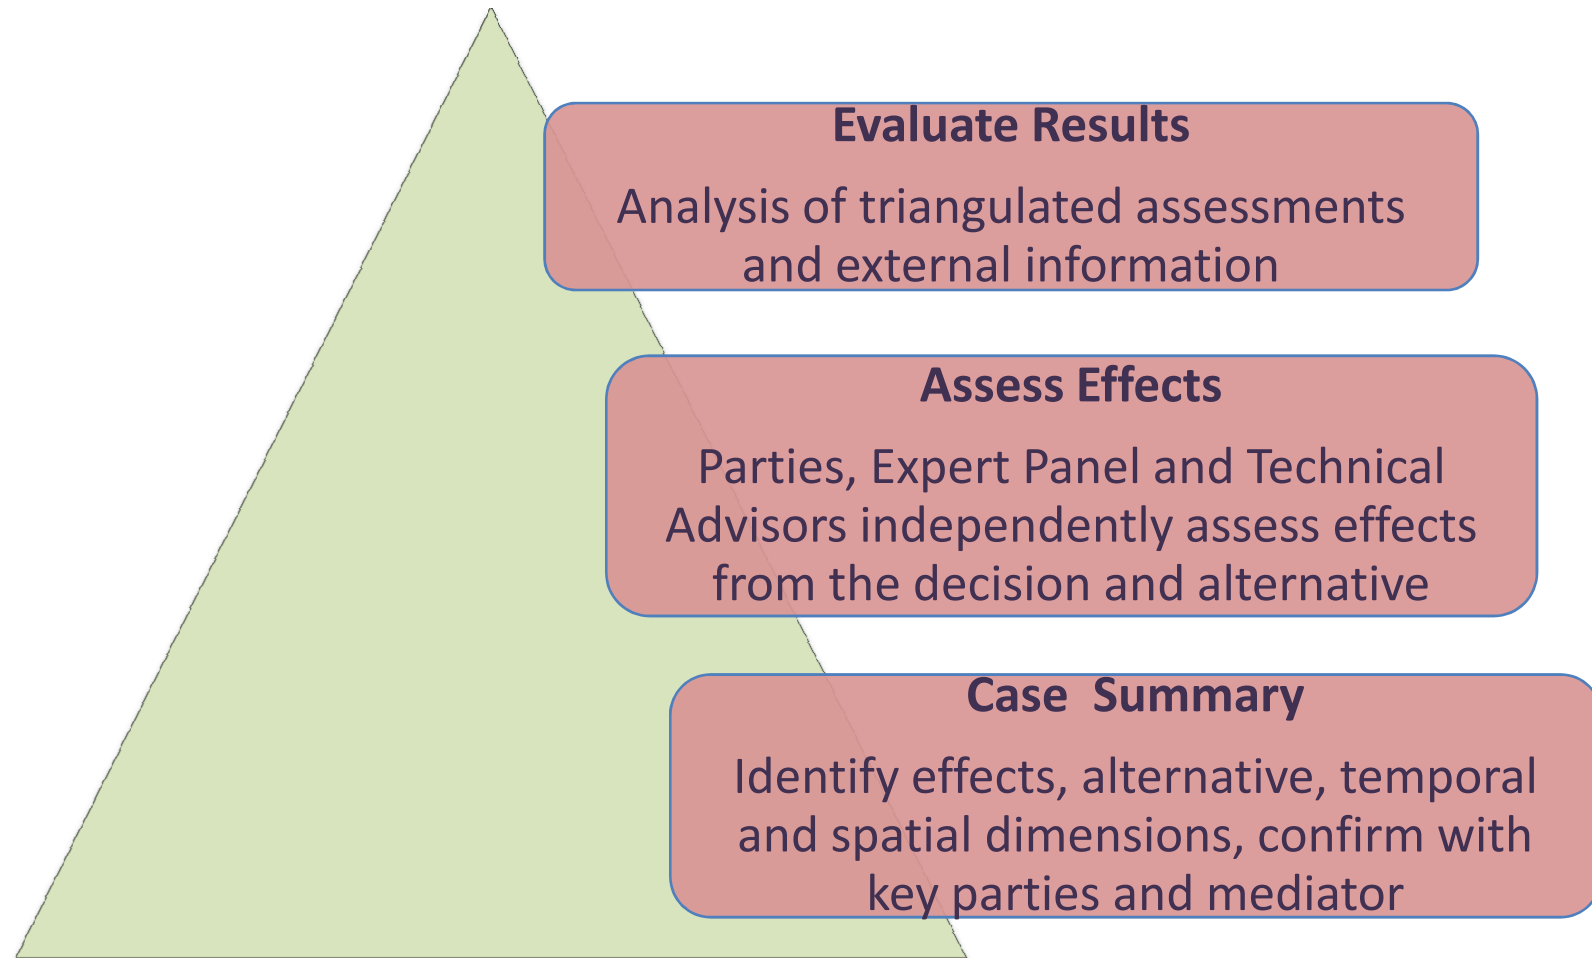 Evaluate Results
Analysis of triangulated assessments
and external information
Assess Effects
Parties, Expert Panel and Technical
Advisors independently assess effects
from the decision and alternative
Case  Summary
Identify effects, alternative, temporal
and spatial dimensions, confirm with
key parties and mediator